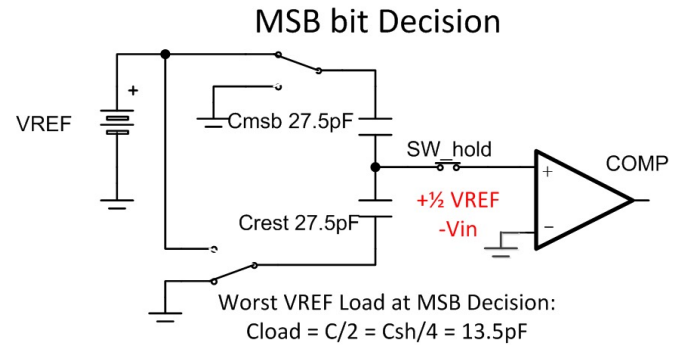 MSB bit Decision
+
VREF
Cmsb 27.5pF
SW_hold
COMP
+
+½ VREF
-Vin
−
Crest 27.5pF
Worst VREF Load at MSB Decision:
Cload = C/2 = Csh/4 = 13.5pF